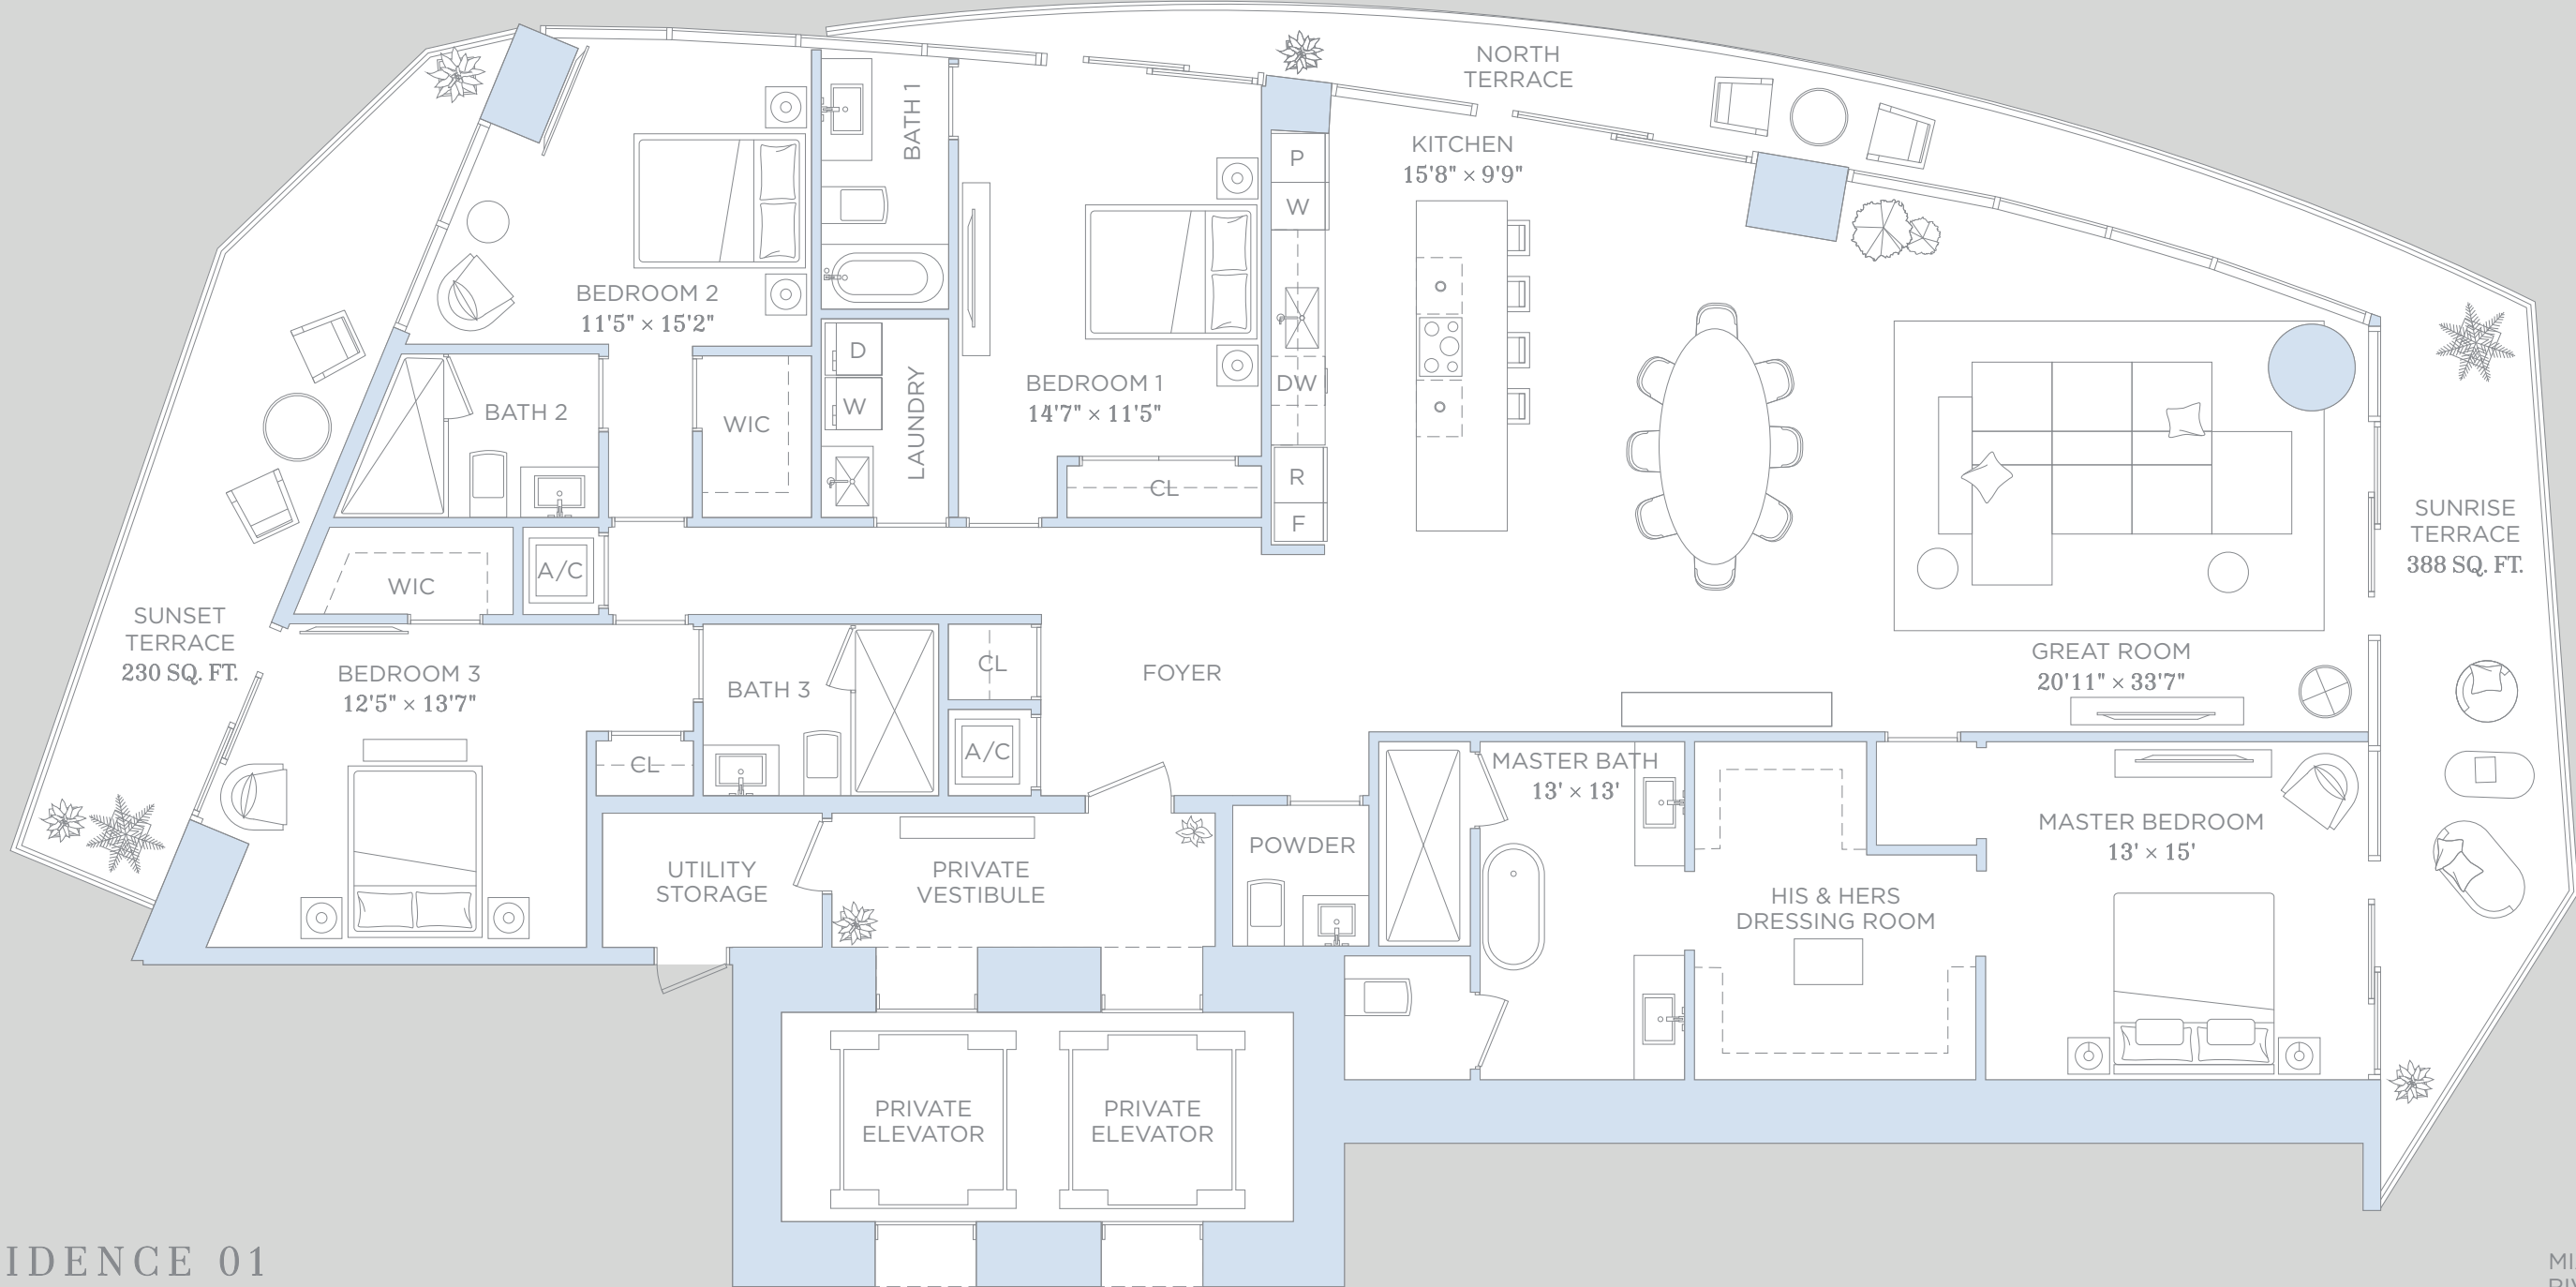 NORTH
TERRACE
BATH 1
KITCHEN
15'8" × 9'9"
P
W
BEDROOM 2
11'5" × 15'2"
D
W
LAUNDRY
BEDROOM 1
14'7" × 11'5"
DW
BATH 2
WIC
R
F
CL
SUNRISE
TERRACE
388 SQ. FT.
WIC
A/C
SUNSET
TERRACE
230 SQ. FT.
BEDROOM 3
12'5" × 13'7"
BATH 3
CL
FOYER
GREAT ROOM
20'11" × 33'7"
CL
A/C
MASTER BATH
13' × 13'
MASTER BEDROOM
13' × 15'
POWDER
UTILITY
STORAGE
PRIVATE
VESTIBULE
HIS & HERS
DRESSING ROOM
PRIVATE
ELEVATOR
PRIVATE
ELEVATOR
IDENCE 01
MI